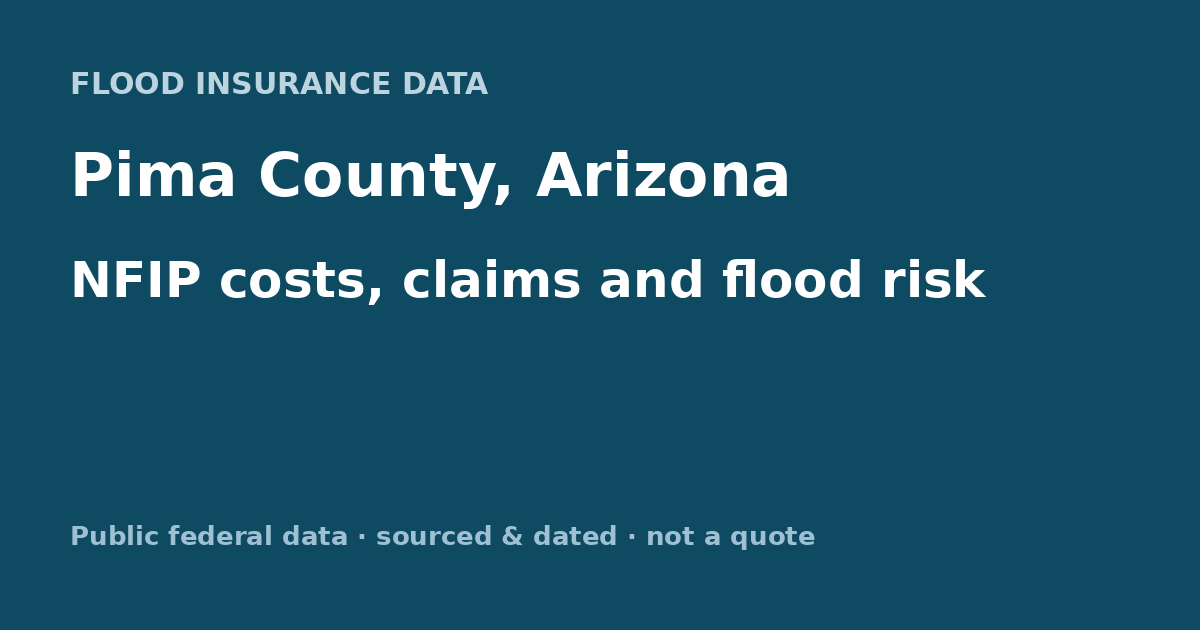 FLOOD INSURANCE DATA
Pima County, Arizona
NFIP costs, claims and flood risk
Public federal data · sourced & dated · not a quote